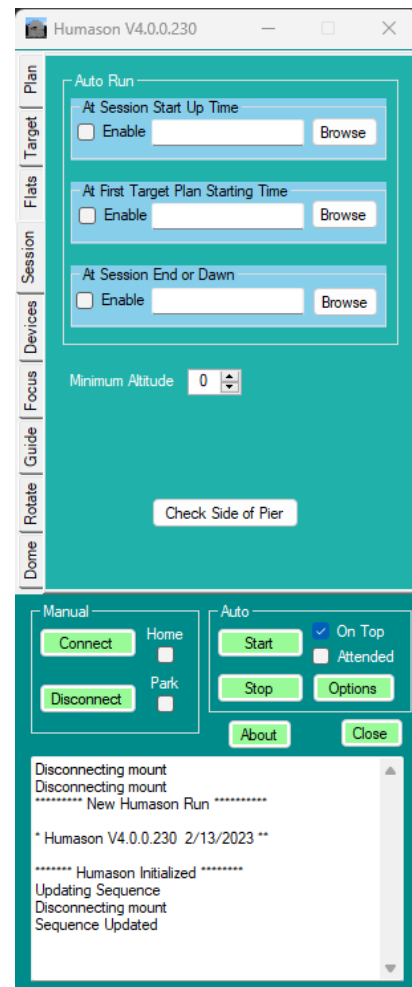 Humason V4.0.0.230
Plan
Target
Flats
Session
Devices
Focus
Guide
Rotate
Dome
Auto Run
At Session Start Up Time
Enable
Browse
At First Target Plan Starting Time
Enable
Browse
At Session End or Dawn
Enable
Browse
Minimum Altitude 0
Check Side of Pier
Manual
Connect Home
Disconnect Park
Auto
Start On Top
Attended
Stop Options
About Close
Disconnecting mount
Disconnecting mount
********* New Humason Run **********
* Humason V4.0.0.230 2/13/2023 **
******* Humason Initialized ********
Updating Sequence
Disconnecting mount
Sequence Updated